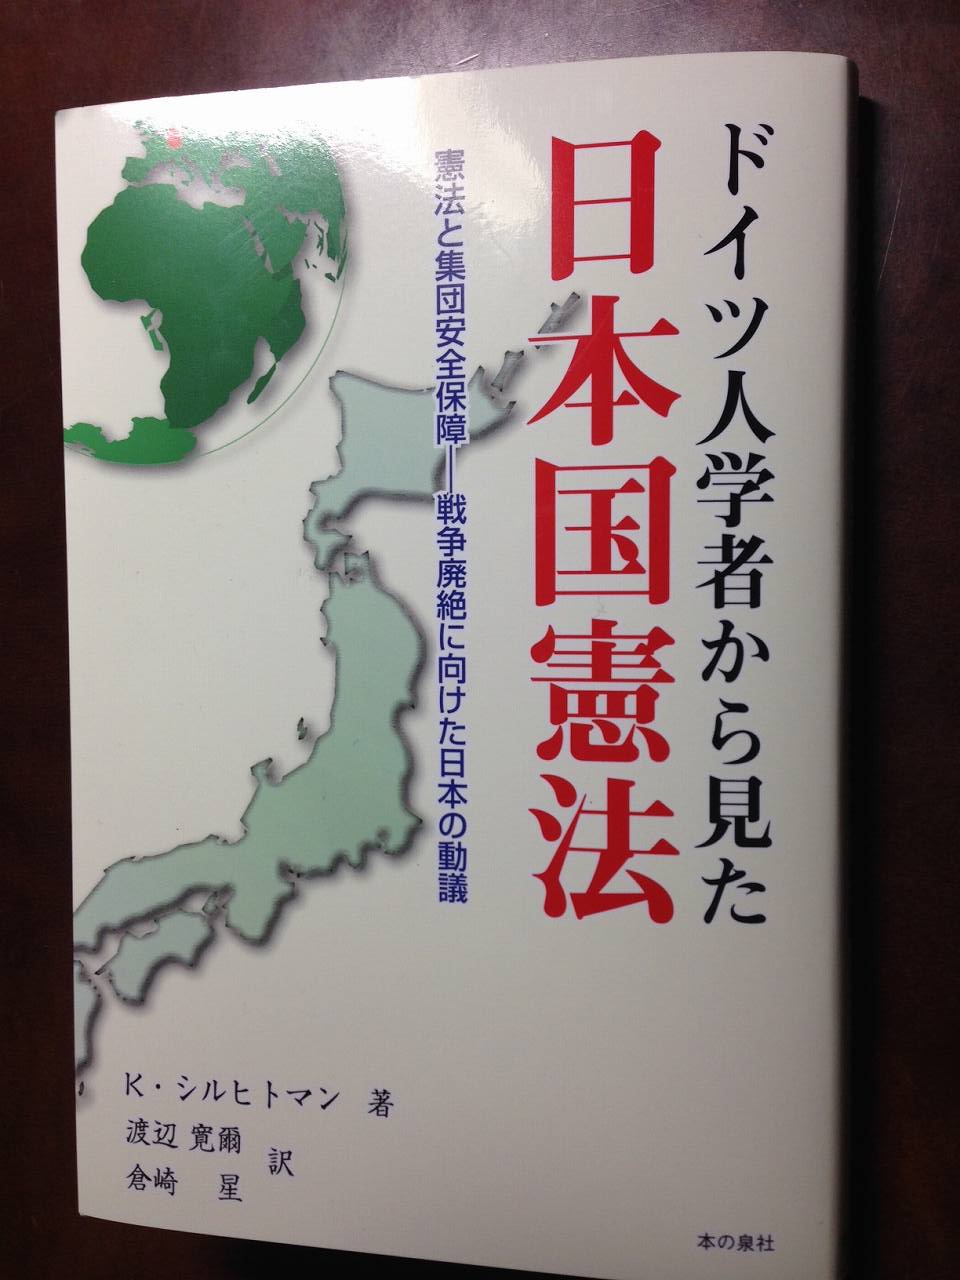 ドイツ人学者から見た
日本国憲法
憲法と集団安全保障―戦争廃絶に向けた日本の動議
K・シルヒトマン 著
渡辺 寛爾
倉崎 星
訳
本の泉社